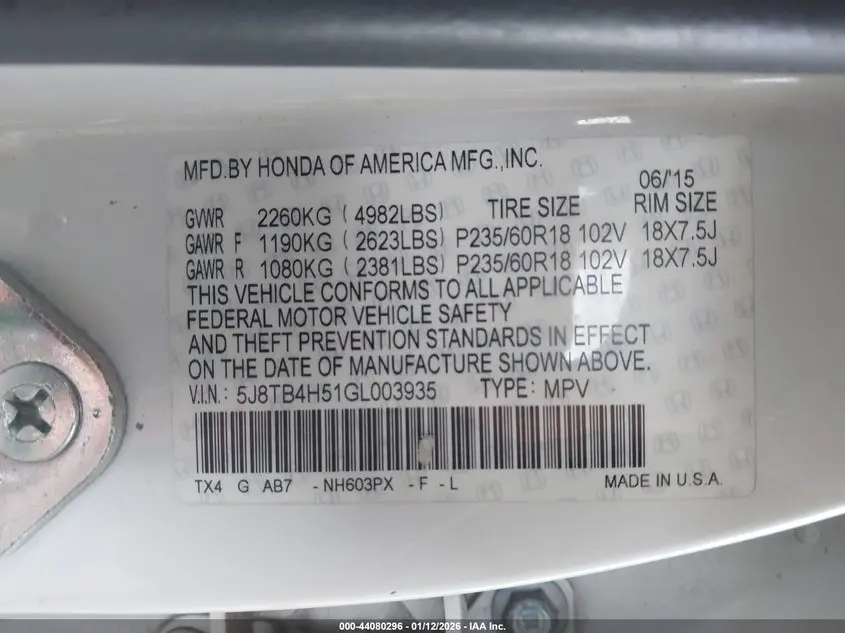 MFD.BY HONDA OF AMERICA MFG.,INC.
06/'15
GVWR 2260KG ( 4982LBS) TIRE SIZE RIM SIZE
GAWR F 1190KG ( 2623LBS) P235/60R18 102V 18X7.5J
GAWR R 1080KG ( 2381LBS) P235/60R18 102V 18X7.5J
THIS VEHICLE CONFORMS TO ALL APPLICABLE
FEDERAL MOTOR VEHICLE SAFETY
AND THEFT PREVENTION STANDARDS IN EFFECT
ON THE DATE OF MANUFACTURE SHOWN ABOVE.
V.I.N.: 5J8TB4H51GL003935 TYPE: MPV
TX4 G AB7 -NH603PX -F -L MADE IN U.S.A.
000-44080296 - 01/12/2026 - IAA Inc.